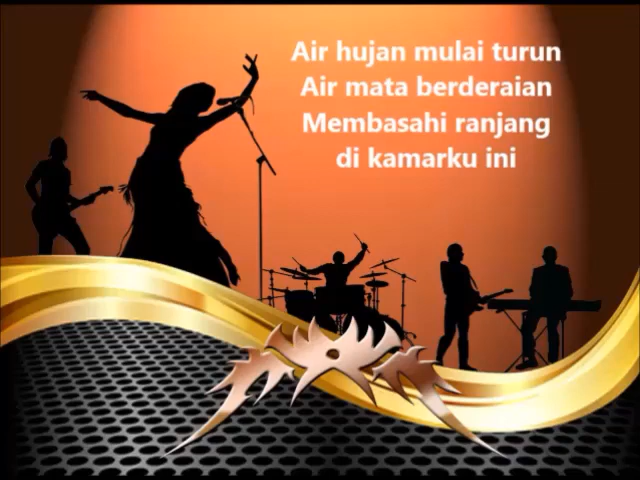 Air hujan mulai turun
Air mata berderaian
Membasahi ranjang
di kamarku ini